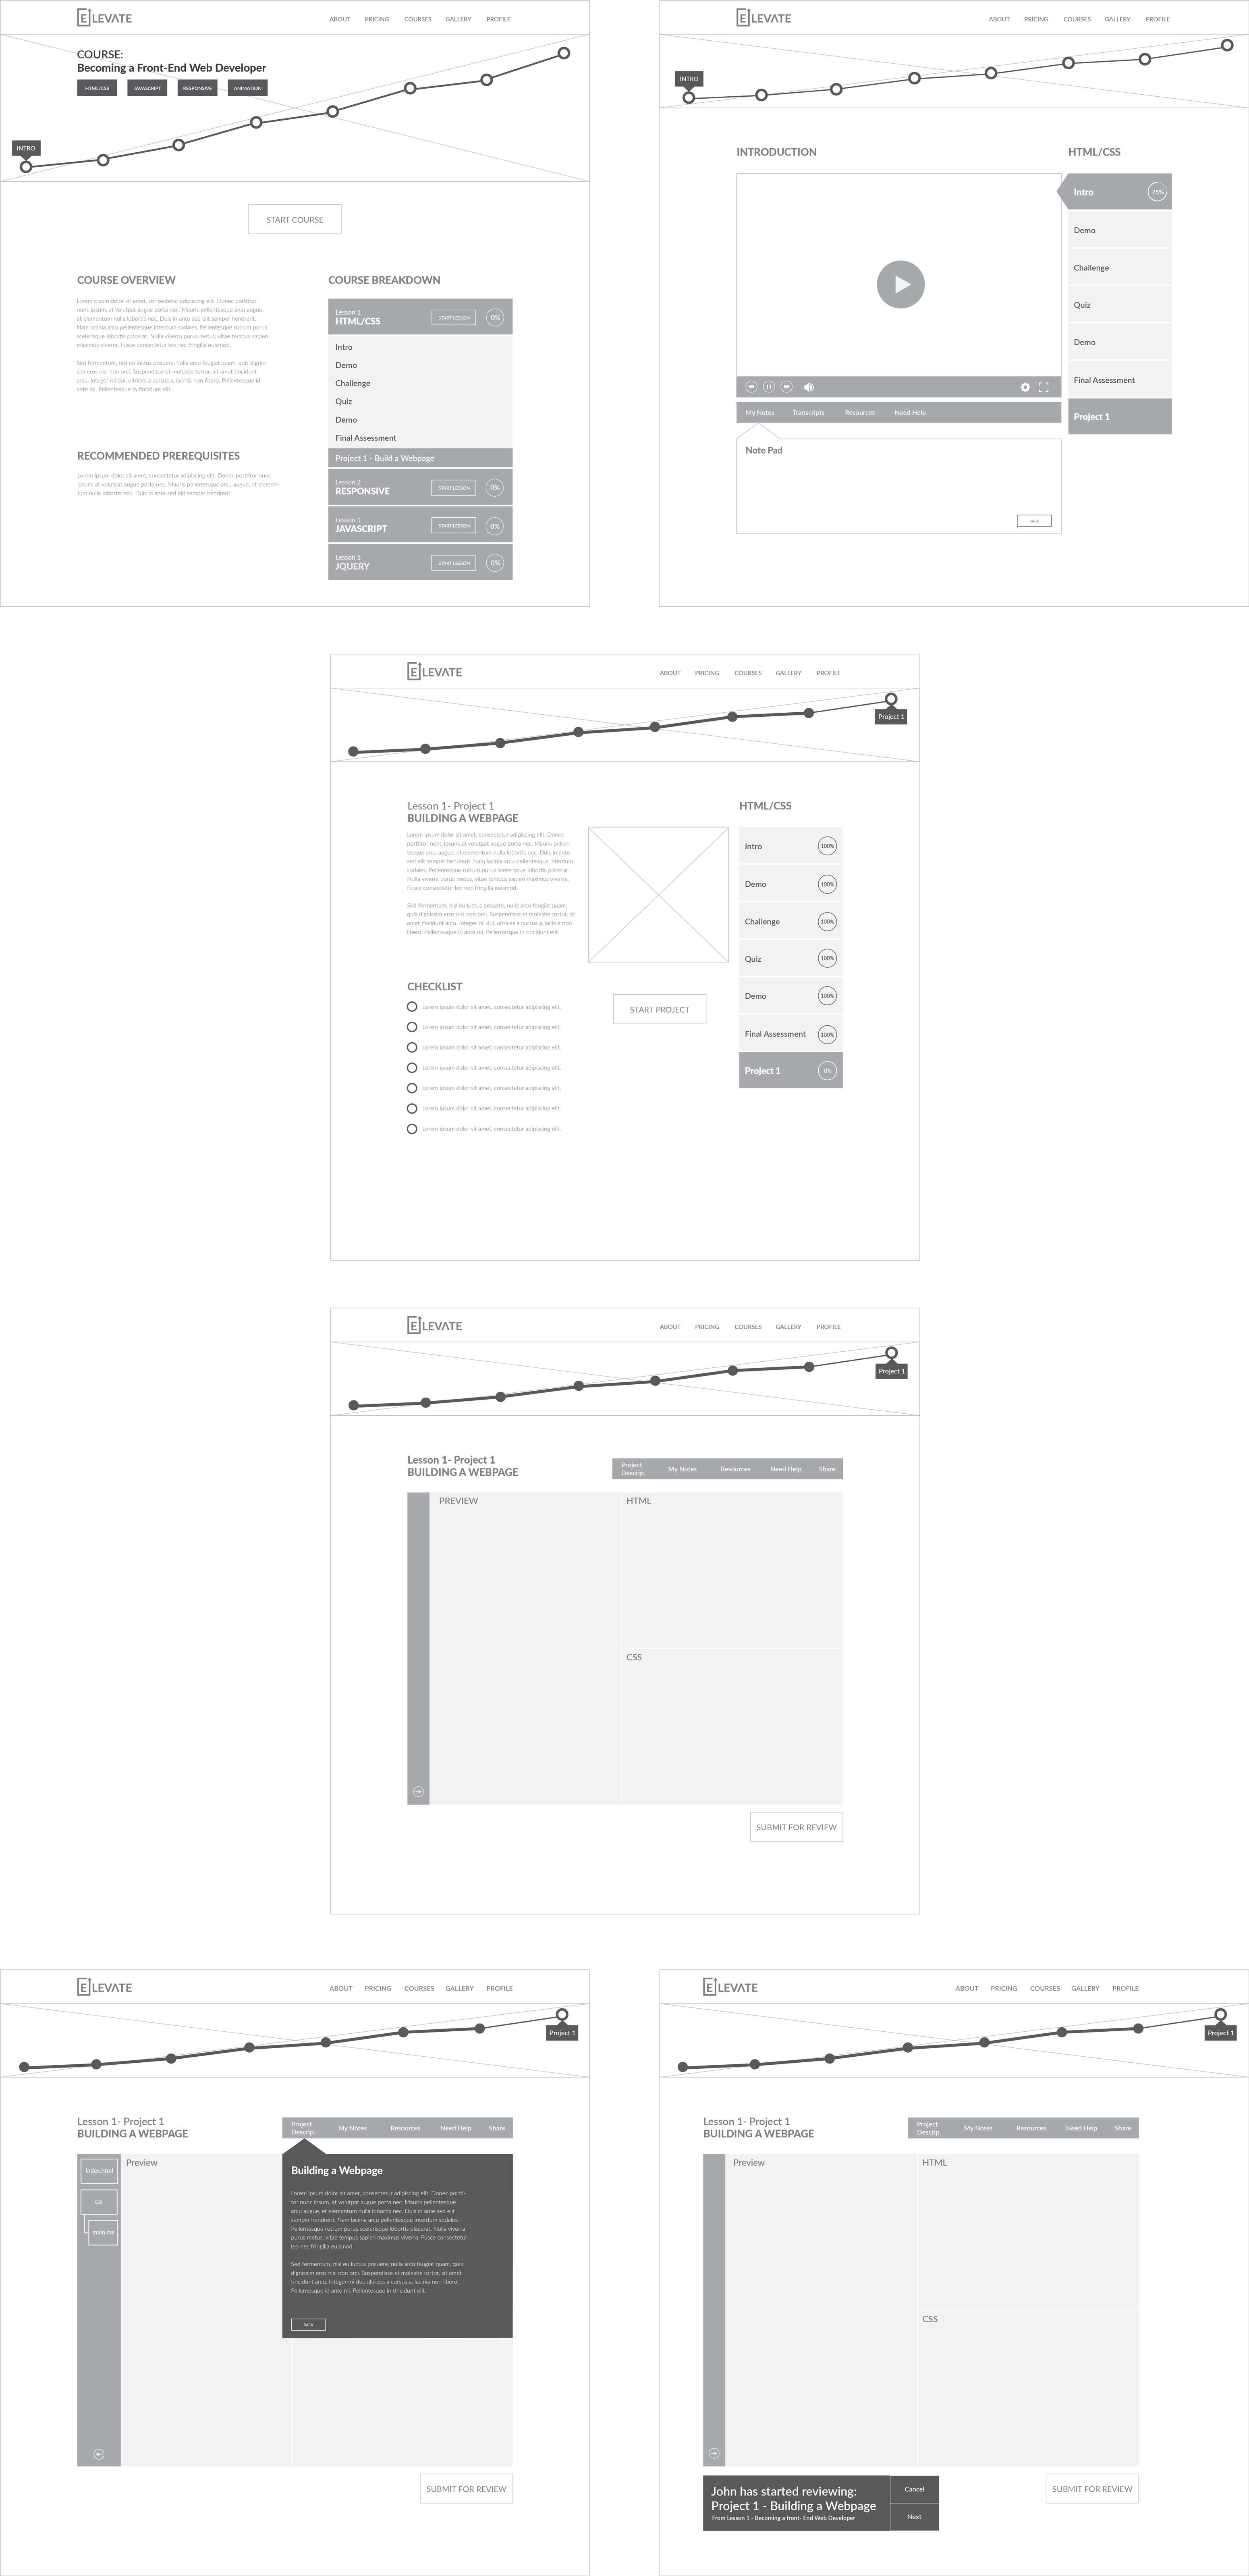 ELEVATE
ABOUT PRICING COURSES GALLERY PROFILE
COURSE:
Becoming a Front-End Web Developer
HTML/CSS JAVASCRIPT RESPONSIVE ANIMATION
INTRO
START COURSE
COURSE OVERVIEW
Lorem ipsum dolor sit amet, consectetur adipiscing elit. Donec porttitor
nunc ipsum, at volutpat augue porta nec. Mauris pellentesque arcu augue,
et elementum nulla lobortis nec. Duis in ante sed elit semper hendrerit.
Nam lacinia arcu pellentesque interdum sodales. Pellentesque rutrum purus
scelerisque lobortis placerat. Nulla viverra purus metus, vitae tempus sapien
maximus viverra. Fusce consectetur leo nec fringilla euismod.
Sed fermentum, nisl eu luctus posuere, nulla arcu feugiat quam, quis dignis-
sim eros nisi non orci. Suspendisse et molestie tortor, sit amet tincidunt
arcu. Integer mi dui, ultrices a cursus a, lacinia non libero. Pellentesque id
ante mi. Pellentesque in tincidunt elit.
RECOMMENDED PREREQUISITES
Lorem ipsum dolor sit amet, consectetur adipiscing elit. Donec porttitor nunc
ipsum, at volutpat augue porta nec. Mauris pellentesque arcu augue, et elemen-
tum nulla lobortis nec. Duis in ante sed elit semper hendrerit.
COURSE BREAKDOWN
Lesson 1
HTML/CSS
START LESSON
0%
Intro
Demo
Challenge
Quiz
Demo
Final Assessment
Project 1 - Build a Webpage
Lesson 2
RESPONSIVE
START LESSON
0%
Lesson 1
JAVASCRIPT
START LESSON
0%
Lesson 1
JQUERY
START LESSON
0%
ELEVATE
ABOUT PRICING COURSES GALLERY PROFILE
INTRO
INTRODUCTION
My Notes Transcripts Resources Need Help
Note Pad
BACK
HTML/CSS
Intro 75%
Demo
Challenge
Quiz
Demo
Final Assessment
Project 1
ELEVATE
ABOUT PRICING COURSES GALLERY PROFILE
Project 1
Lesson 1- Project 1
BUILDING A WEBPAGE
Lorem ipsum dolor sit amet, consectetur adipiscing elit. Donec
porttitor nunc ipsum, at volutpat augue porta nec. Mauris pellen-
tesque arcu augue, et elementum nulla lobortis nec. Duis in ante
sed elit semper hendrerit. Nam lacinia arcu pellentesque interdum
sodales. Pellentesque rutrum purus scelerisque lobortis placerat.
Nulla viverra purus metus, vitae tempus sapien maximus viverra.
Fusce consectetur leo nec fringilla euismod.
Sed fermentum, nisl eu luctus posuere, nulla arcu feugiat quam,
quis dignissim eros nisi non orci. Suspendisse et molestie tortor, sit
amet tincidunt arcu. Integer mi dui, ultrices a cursus a, lacinia non
libero. Pellentesque id ante mi. Pellentesque in tincidunt elit.
CHECKLIST
Lorem ipsum dolor sit amet, consectetur adipiscing elit.
Lorem ipsum dolor sit amet, consectetur adipiscing elit.
Lorem ipsum dolor sit amet, consectetur adipiscing elit.
Lorem ipsum dolor sit amet, consectetur adipiscing elit.
Lorem ipsum dolor sit amet, consectetur adipiscing elit.
Lorem ipsum dolor sit amet, consectetur adipiscing elit.
Lorem ipsum dolor sit amet, consectetur adipiscing elit.
START PROJECT
HTML/CSS
Intro 100%
Demo 100%
Challenge 100%
Quiz 100%
Demo 100%
Final Assessment 100%
Project 1 0%
ELEVATE
ABOUT PRICING COURSES GALLERY PROFILE
Project 1
Lesson 1- Project 1
BUILDING A WEBPAGE
Project
Descrip.
My Notes Resources Need Help Share
PREVIEW
HTML
CSS
SUBMIT FOR REVIEW
ELEVATE
ABOUT PRICING COURSES GALLERY PROFILE
Project 1
Lesson 1- Project 1
BUILDING A WEBPAGE
Project
Descrip.
My Notes Resources Need Help Share
index.html
css
main.css
Preview
Building a Webpage
Lorem ipsum dolor sit amet, consectetur adipiscing elit. Donec portti-
tor nunc ipsum, at volutpat augue porta nec. Mauris pellentesque
arcu augue, et elementum nulla lobortis nec. Duis in ante sed elit
semper hendrerit. Nam lacinia arcu pellentesque interdum sodales.
Pellentesque rutrum purus scelerisque lobortis placerat. Nulla viverra
purus metus, vitae tempus sapien maximus viverra. Fusce consectetur
leo nec fringilla euismod.
Sed fermentum, nisl eu luctus posuere, nulla arcu feugiat quam, quis
dignissim eros nisi non orci. Suspendisse et molestie tortor, sit amet
tincidunt arcu. Integer mi dui, ultrices a cursus a, lacinia non libero.
Pellentesque id ante mi. Pellentesque in tincidunt elit.
BACK
SUBMIT FOR REVIEW
ELEVATE
ABOUT PRICING COURSES GALLERY PROFILE
Project 1
Lesson 1- Project 1
BUILDING A WEBPAGE
Project
Descrip.
My Notes Resources Need Help Share
Preview
HTML
CSS
John has started reviewing:
Project 1 - Building a Webpage
From Lesson 1 - Becoming a front- End Web Developer
Cancel
Next
SUBMIT FOR REVIEW